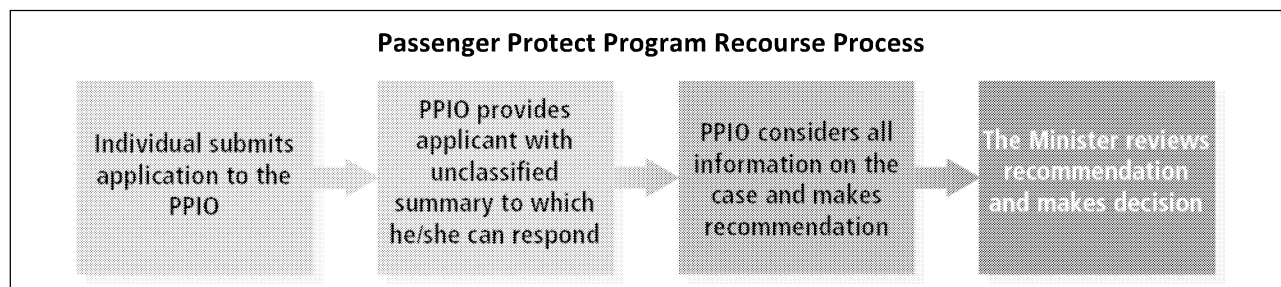 Passenger Protect Program Recourse Process
Individual submits
application to the
PPIO
PPIO provides
applicant with
unclassified
summary to which
he/she can respond
PPIO considers all
information on the
case and makes
recommendation
The Minister reviews
recommendation
and makes decision